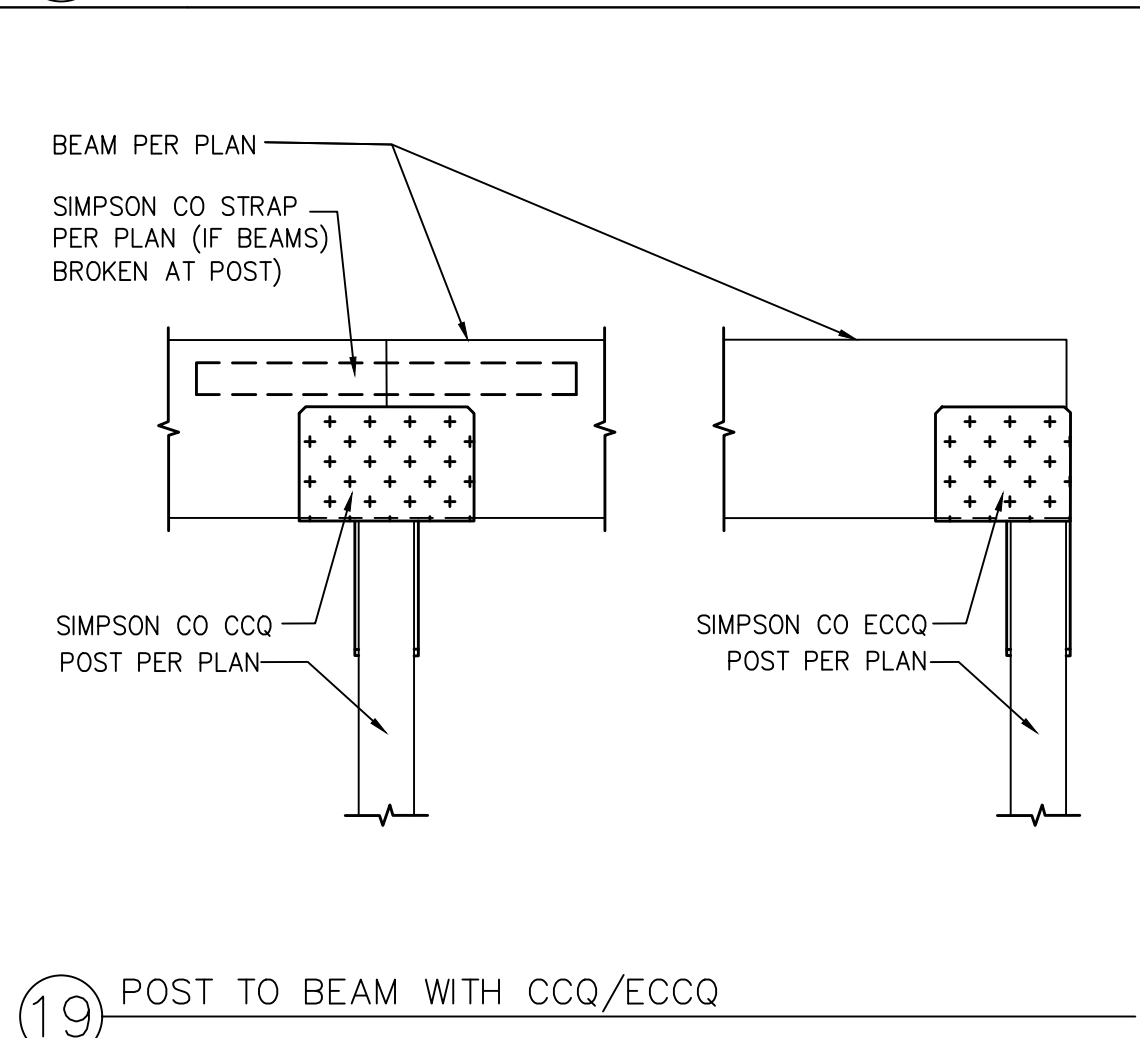 BEAM PER PLAN
SIMPSON CO STRAP
PER PLAN (IF BEAMS)
BROKEN AT POST)
SIMPSON CO CCQ
POST PER PLAN
SIMPSON CO ECCQ
POST PER PLAN
19 POST TO BEAM WITH CCQ/ECCQ